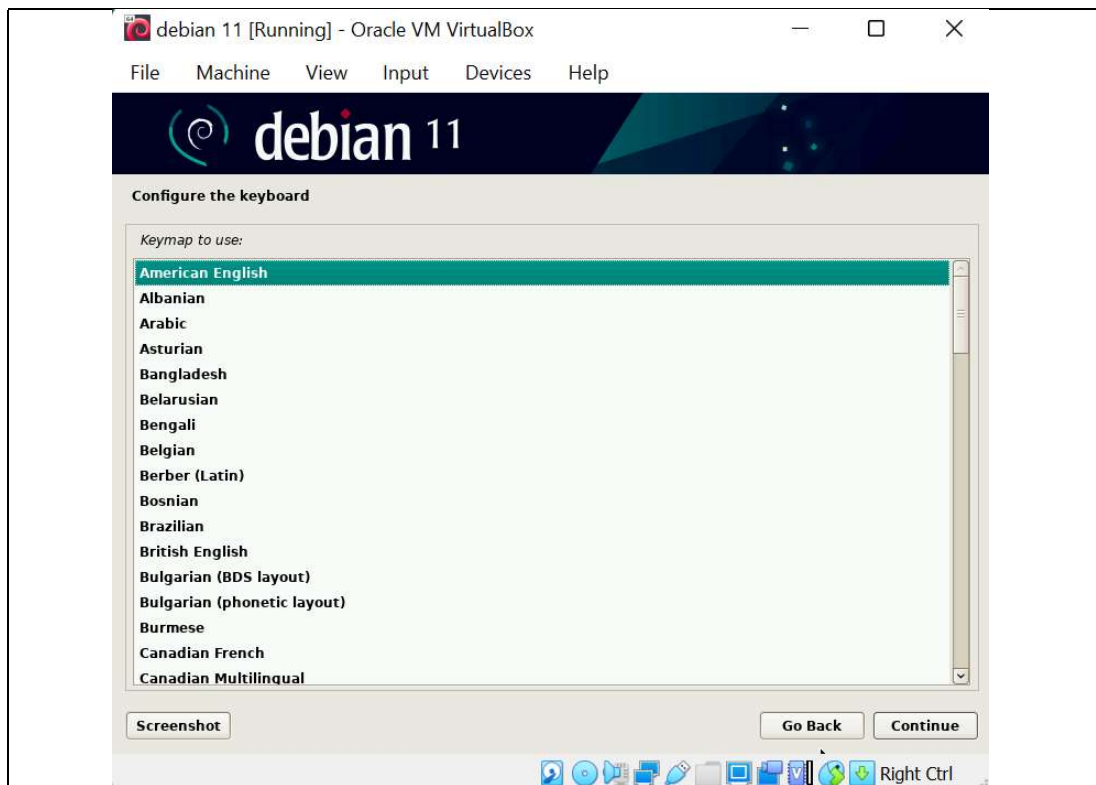 debian 11 [Running] - Oracle VM VirtualBox
File Machine View Input Devices Help
debian 11
Configure the keyboard
Keymap to use:
American English
Albanian
Arabic
Asturian
Bangladesh
Belarusian
Bengali
Belgian
Berber (Latin)
Bosnian
Brazilian
British English
Bulgarian (BDS layout)
Bulgarian (phonetic layout)
Burmese
Canadian French
Canadian Multilingual
Screenshot Go Back Continue
Right Ctrl